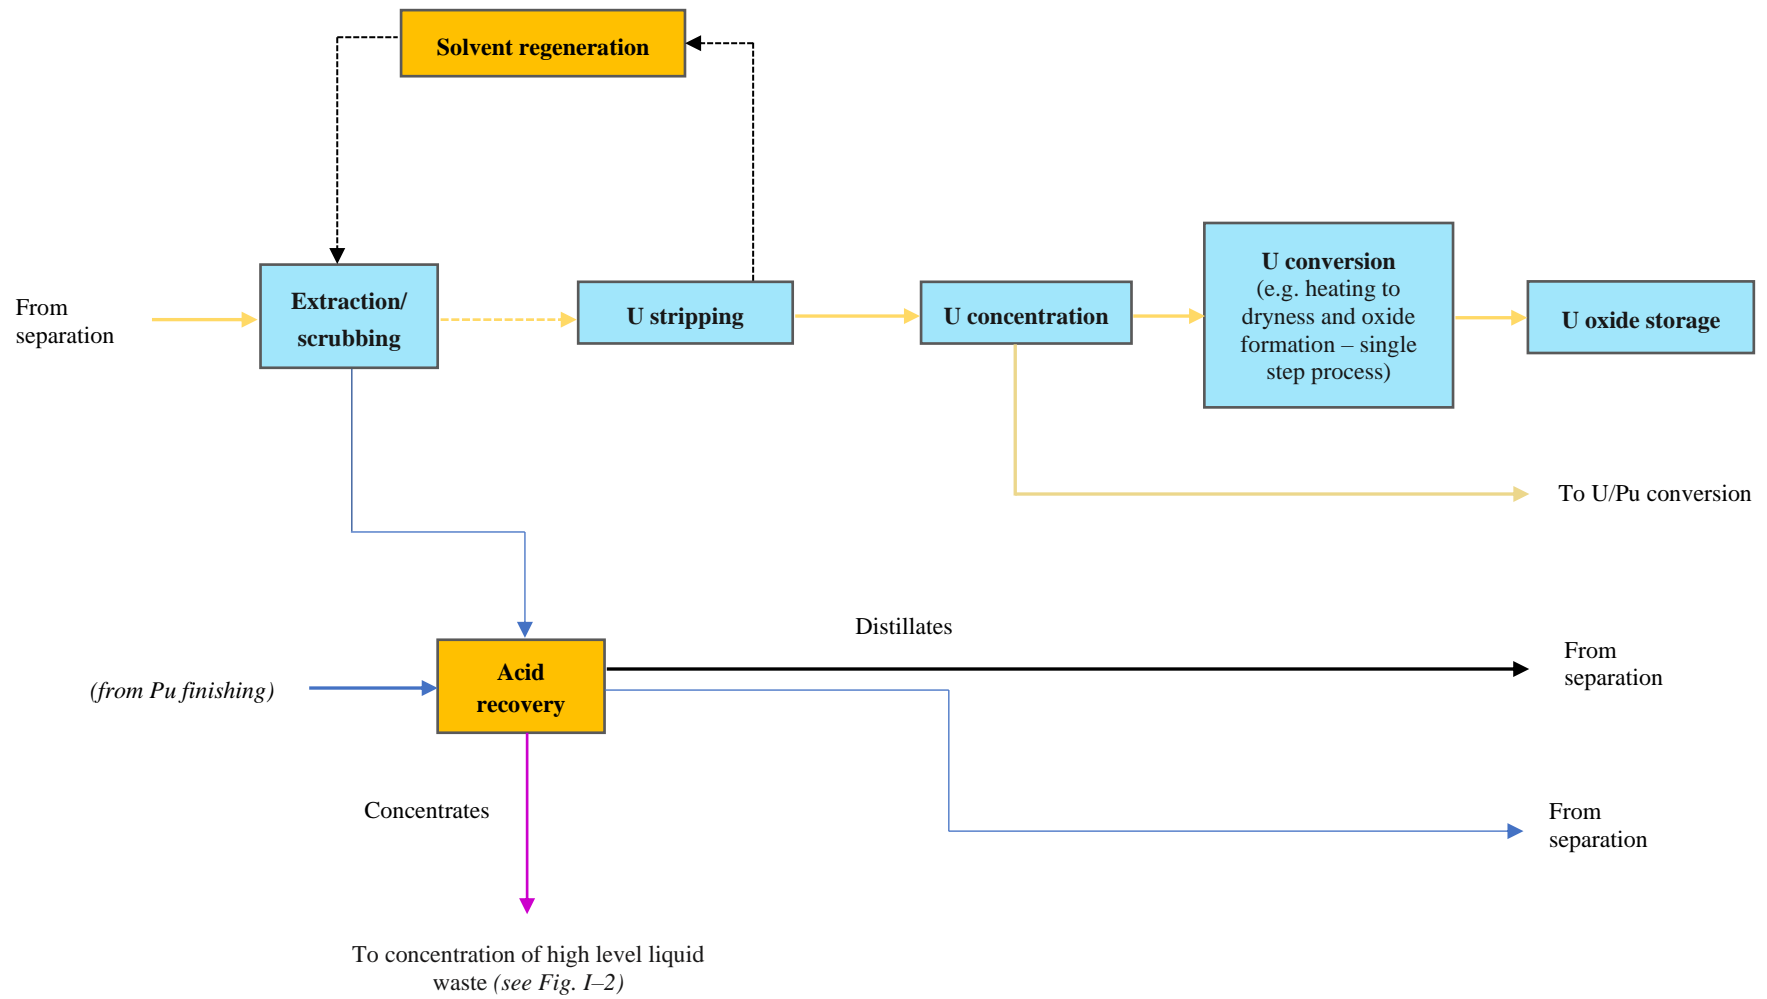 Solvent regeneration
From
separation
Extraction/
scrubbing
U stripping
U concentration
U conversion
(e.g. heating to
dryness and oxide
formation – single
step process)
U oxide storage
To U/Pu conversion
Distillates
From
separation
(from Pu finishing)
Acid
recovery
Concentrates
From
separation
To concentration of high level liquid
waste (see Fig. I–2)